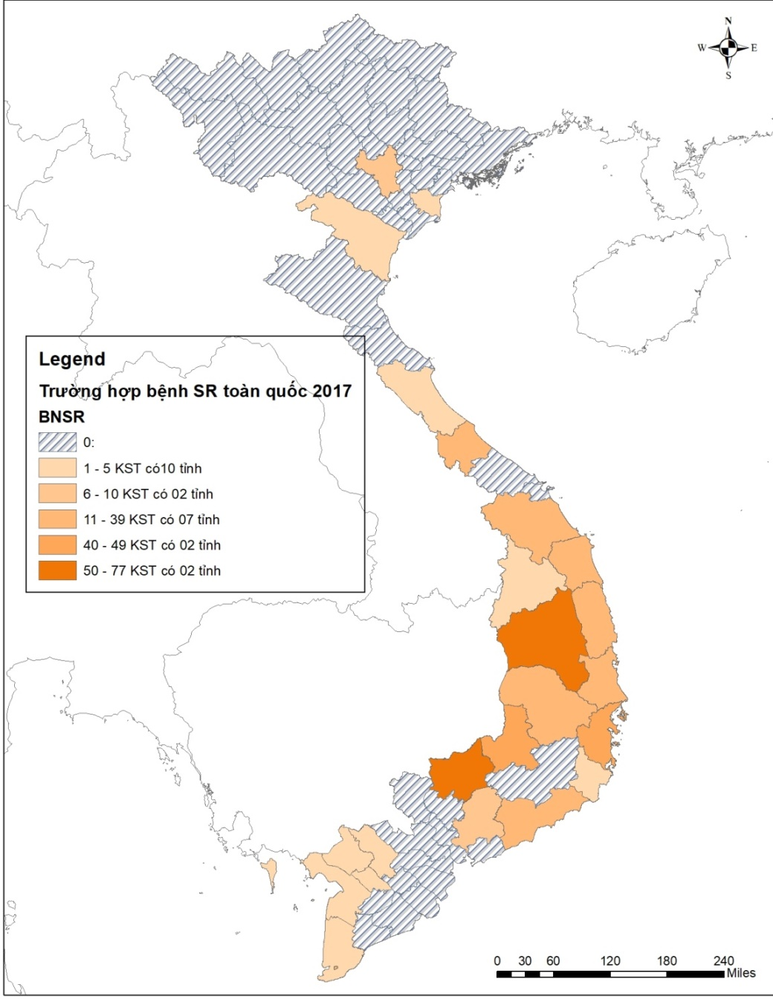 N
W E
S
Legend
Trường hợp bệnh SR toàn quốc 2017
BNSR
0:
1 - 5 KST có10 tỉnh
6 - 10 KST có 02 tỉnh
11 - 39 KST có 07 tỉnh
40 - 49 KST có 02 tỉnh
50 - 77 KST có 02 tỉnh
0 30 60 120 180 240
Miles